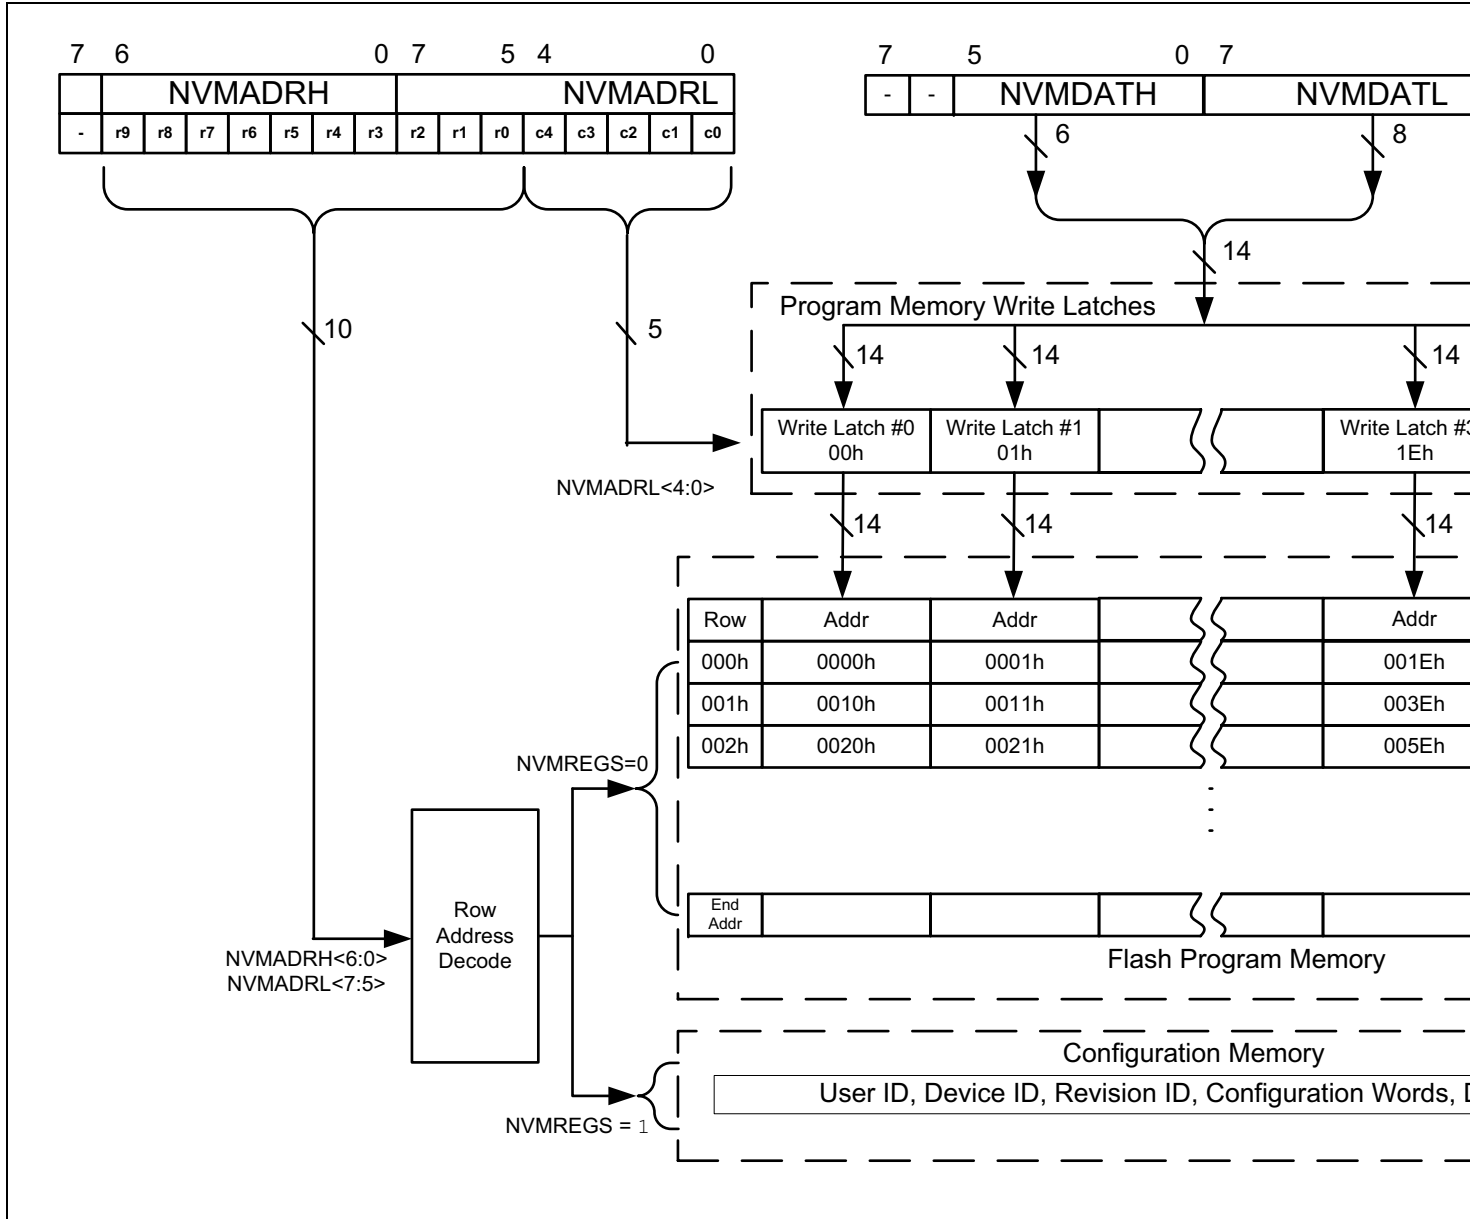 7 6 0 7 5 4 0 7 5 0 7
NVMADRH NVMADRL - - NVMDATH NVMDATL
- r9 r8 r7 r6 r5 r4 r3 r2 r1 r0 c4 c3 c2 c1 c0
6 8
14
Program Memory Write Latches
10 5 14 14 14
Write Latch #0 Write Latch #1 Write Latch #3
00h 01h 1Eh
NVMADRL<4:0>
14 14 14
Row Addr Addr Addr
000h 0000h 0001h 001Eh
001h 0010h 0011h 003Eh
002h 0020h 0021h 005Eh
NVMREGS=0
End
Addr
Row
Address
Decode
NVMADRH<6:0>
NVMADRL<7:5>
Flash Program Memory
Configuration Memory
User ID, Device ID, Revision ID, Configuration Words,
NVMREGS = 1